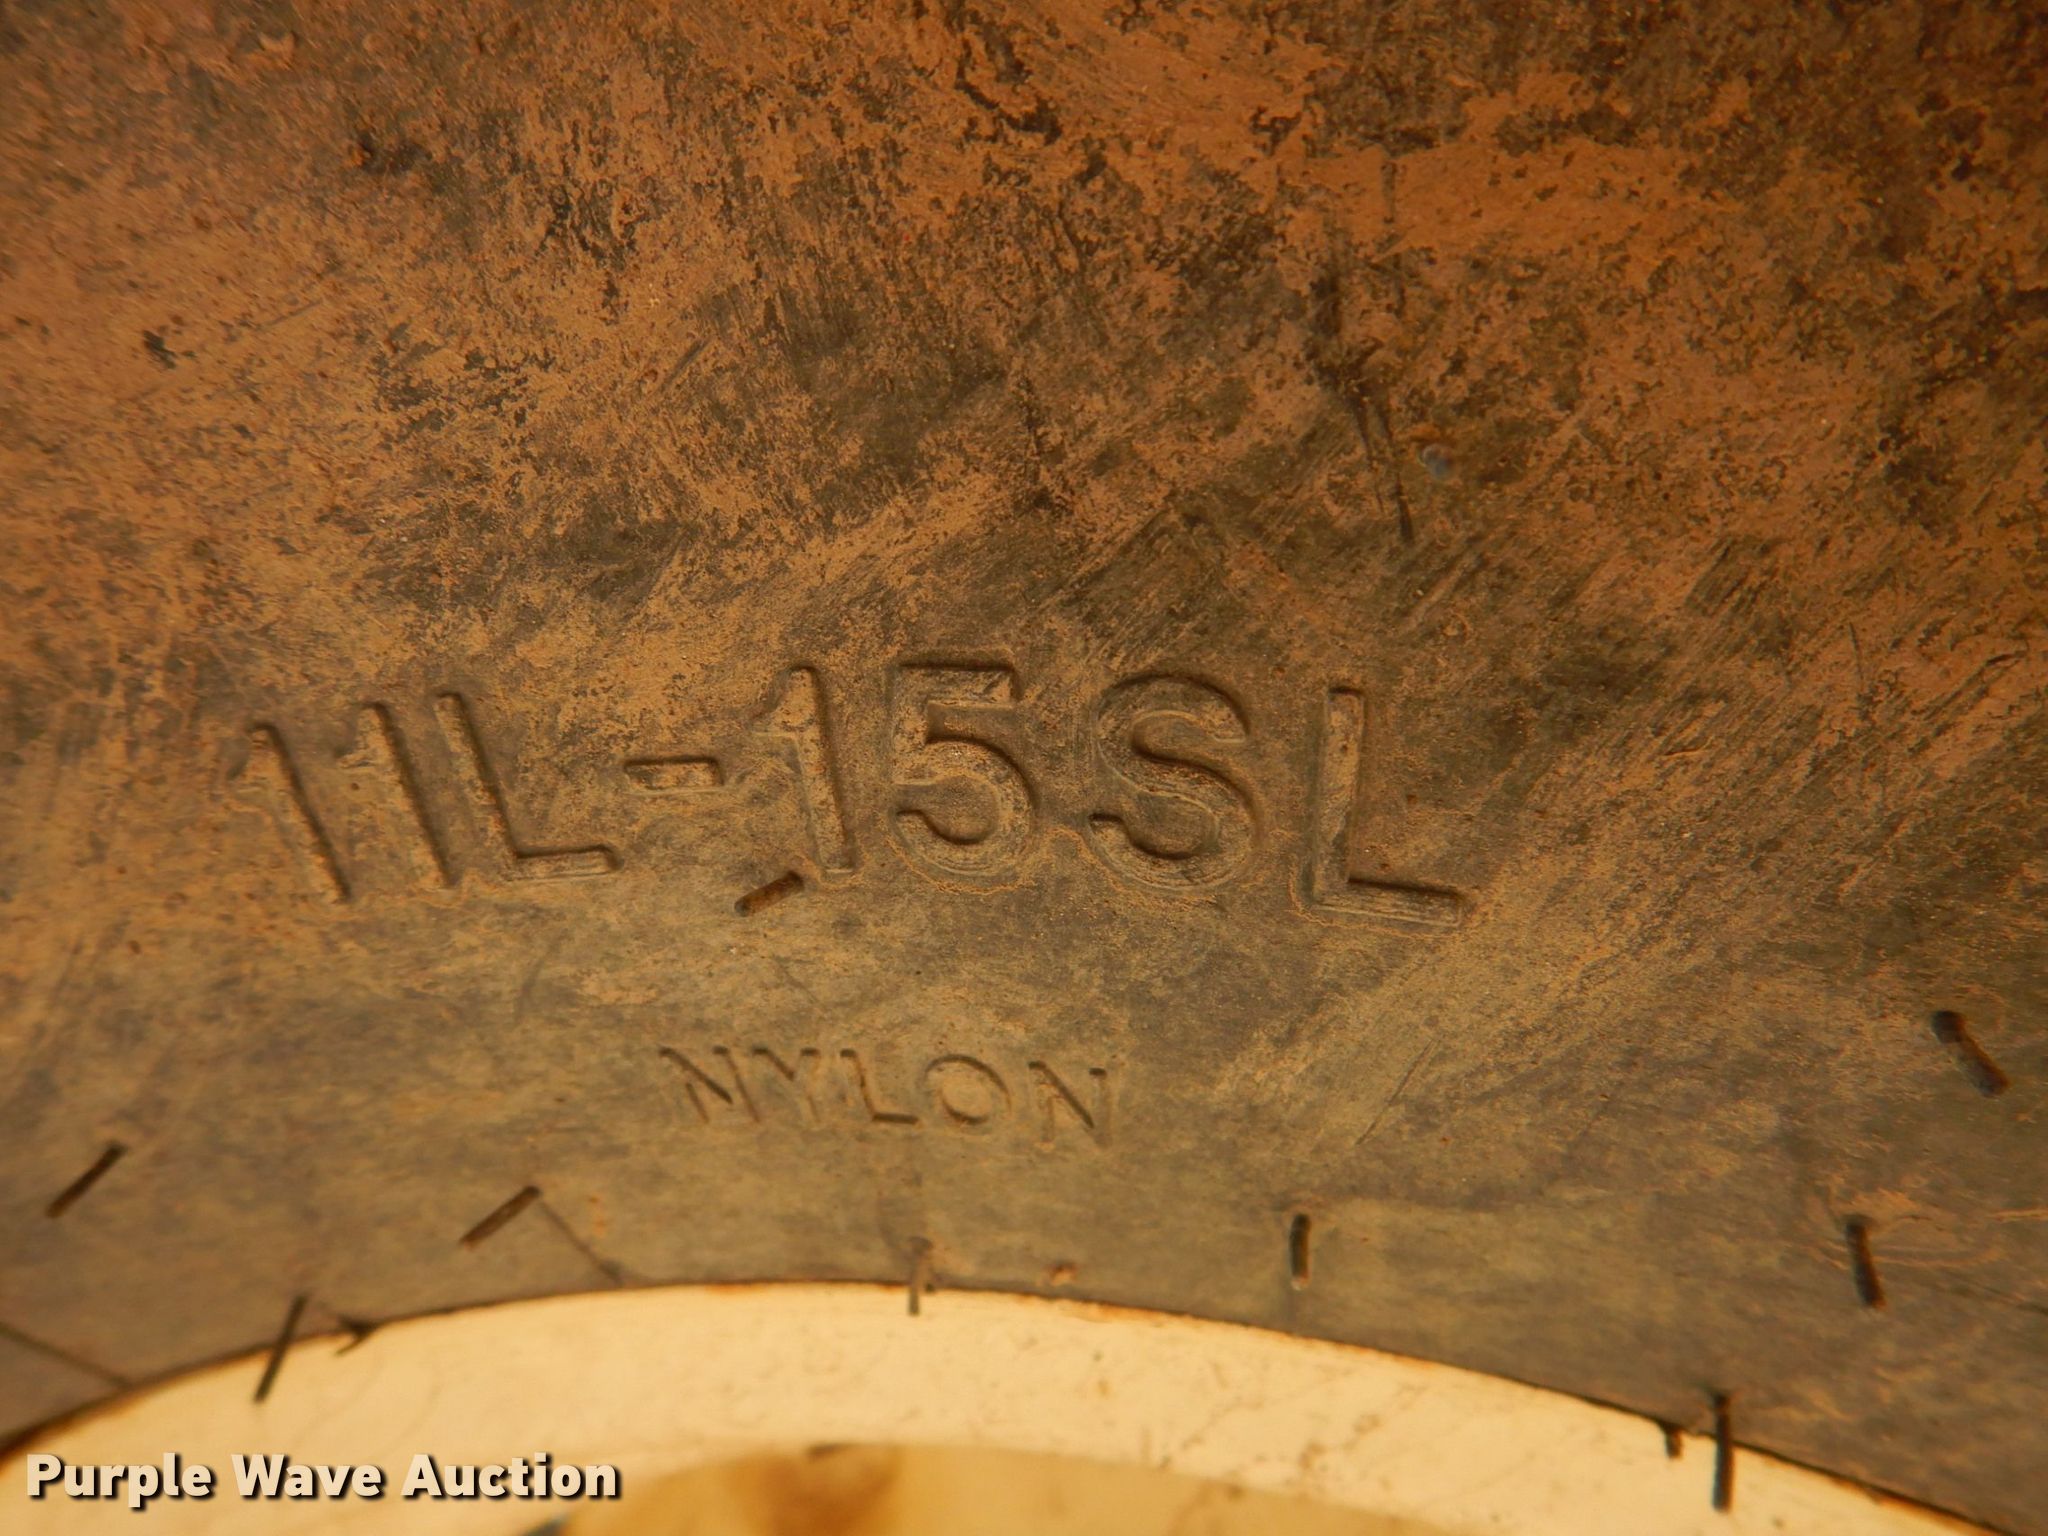 11L-15SL
NYLON
Purple Wave Auction